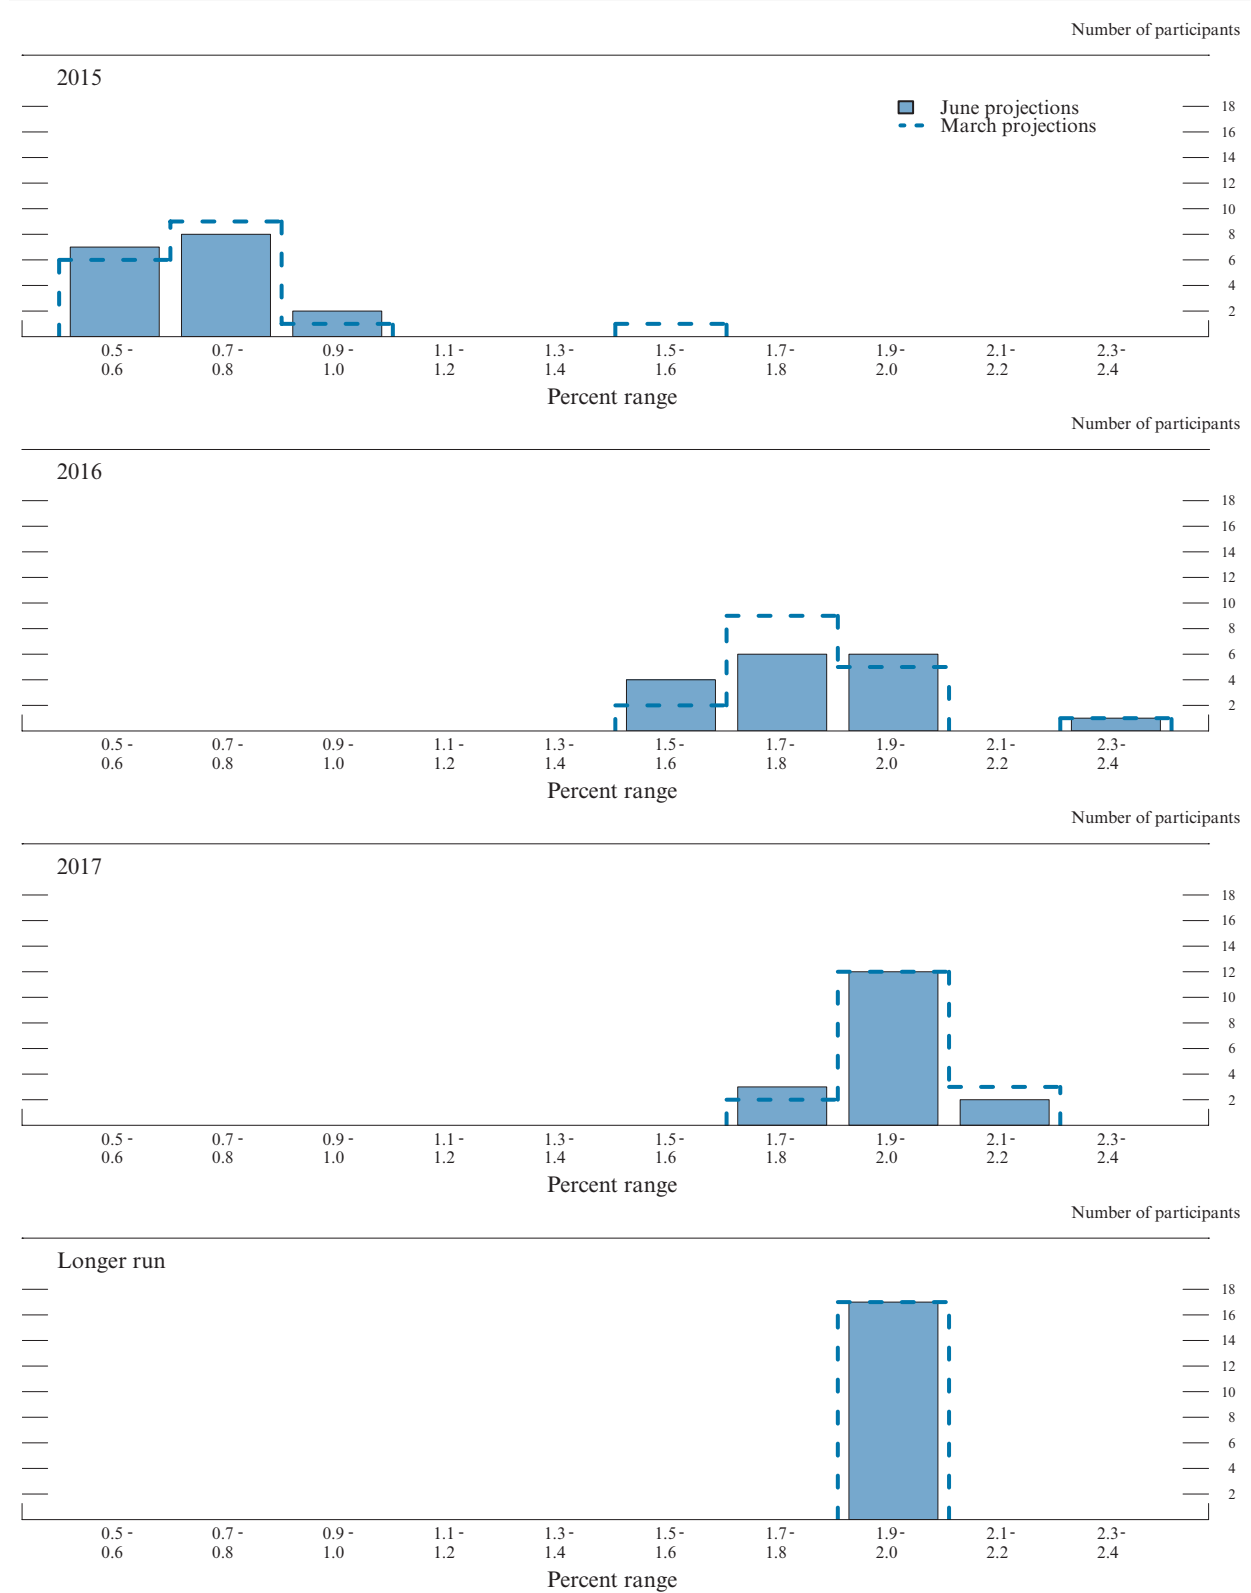 Number of participants
2015
June projections
March projections
18
16
14
12
10
8
6
4
2
0.5 - 0.7 - 0.9 - 1.1 - 1.3 - 1.5 - 1.7 - 1.9 - 2.1 - 2.3 -
0.6 0.8 1.0 1.2 1.4 1.6 1.8 2.0 2.2 2.4
Percent range
Number of participants
2016
18
16
14
12
10
8
6
4
2
0.5 - 0.7 - 0.9 - 1.1 - 1.3 - 1.5 - 1.7 - 1.9 - 2.1 - 2.3 -
0.6 0.8 1.0 1.2 1.4 1.6 1.8 2.0 2.2 2.4
Percent range
Number of participants
2017
18
16
14
12
10
8
6
4
2
0.5 - 0.7 - 0.9 - 1.1 - 1.3 - 1.5 - 1.7 - 1.9 - 2.1 - 2.3 -
0.6 0.8 1.0 1.2 1.4 1.6 1.8 2.0 2.2 2.4
Percent range
Number of participants
Longer run
18
16
14
12
10
8
6
4
2
0.5 - 0.7 - 0.9 - 1.1 - 1.3 - 1.5 - 1.7 - 1.9 - 2.1 - 2.3 -
0.6 0.8 1.0 1.2 1.4 1.6 1.8 2.0 2.2 2.4
Percent range